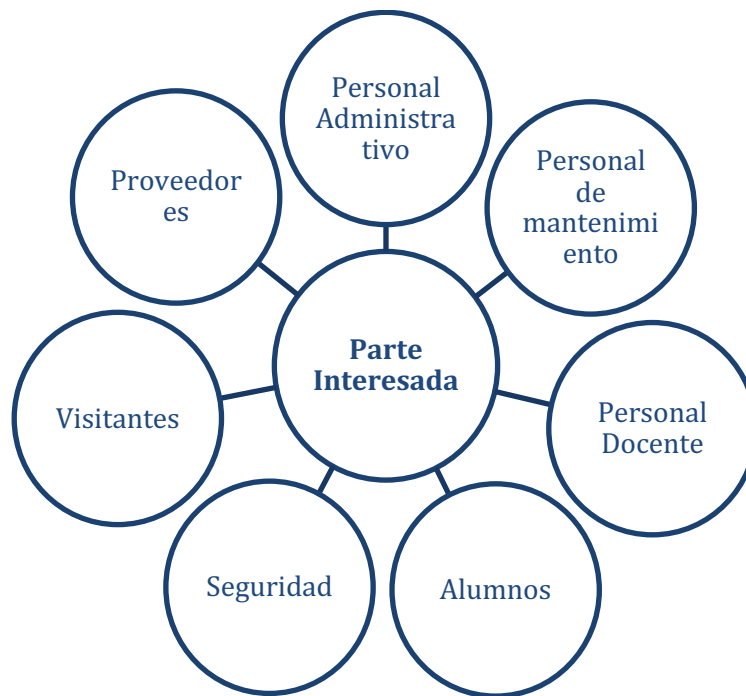 Personal
Administra
tivo
Personal
de
mantenimi
ento
Proveedor
es
Parte
Interesada
Visitantes
Personal
Docente
Seguridad
Alumnos